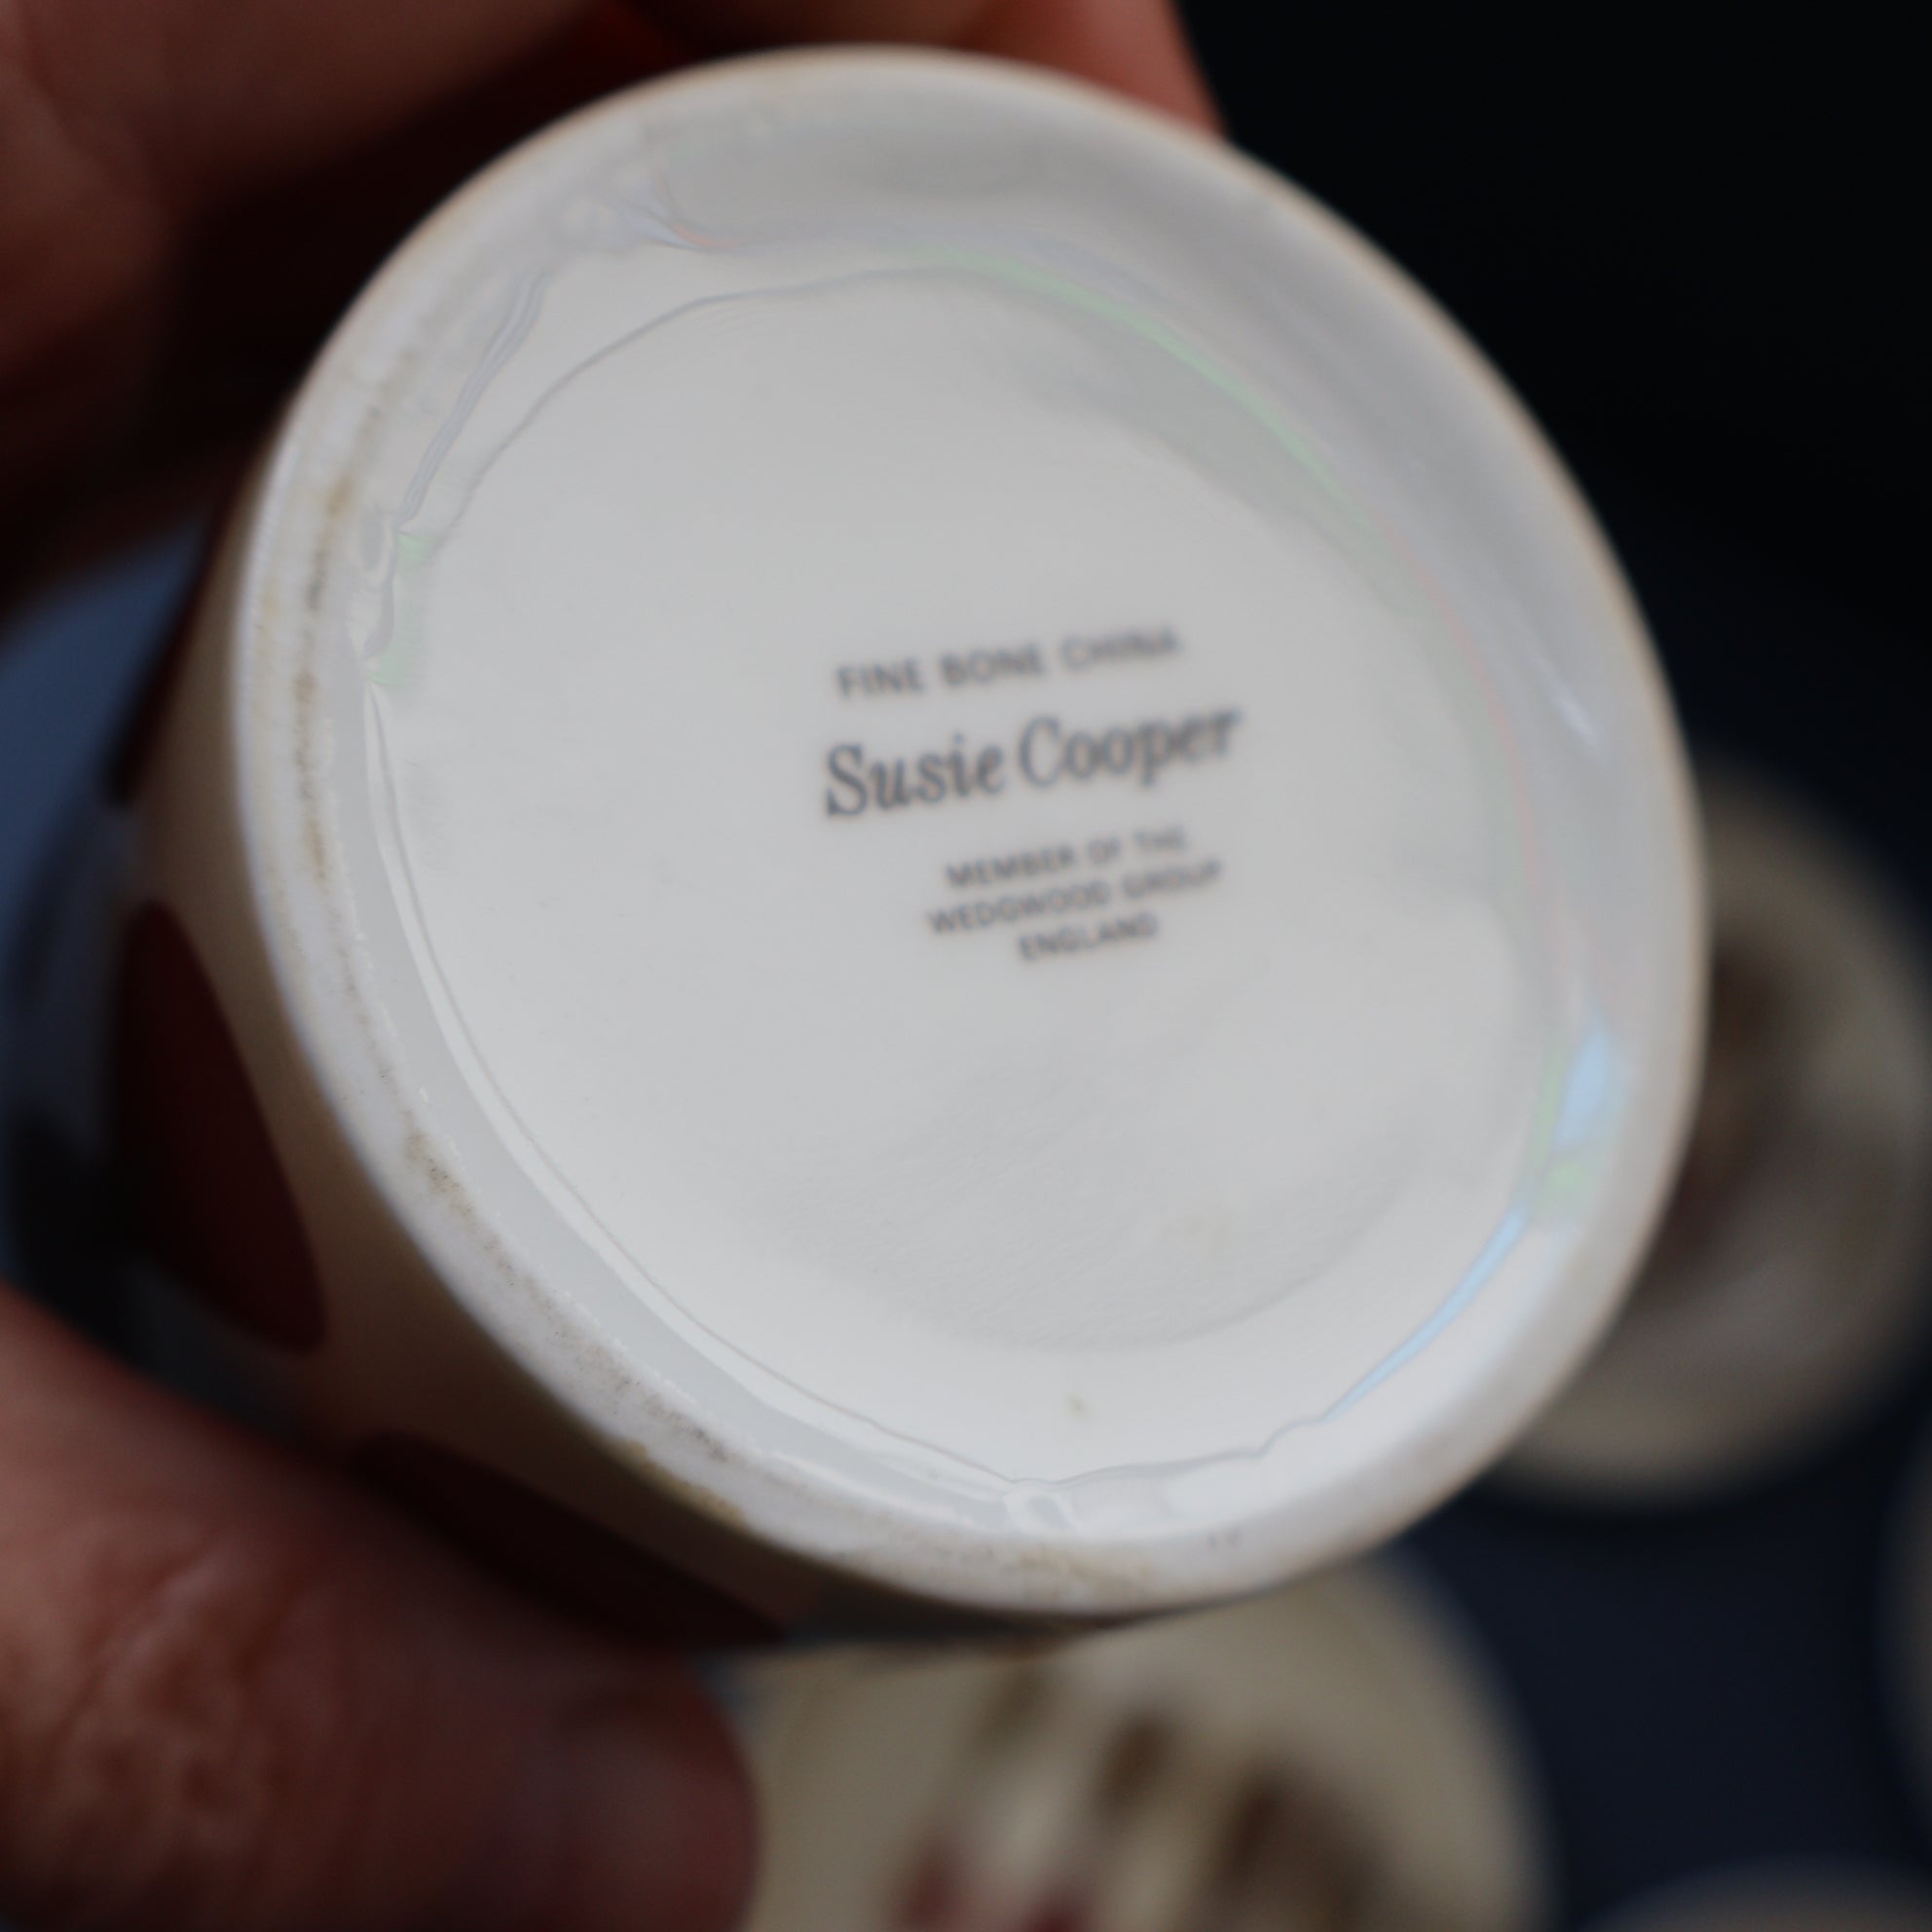 FINE BONE CHINA
Susie Cooper
MEMBER OF THE
WEDGWOOD GROUP
ENGLAND